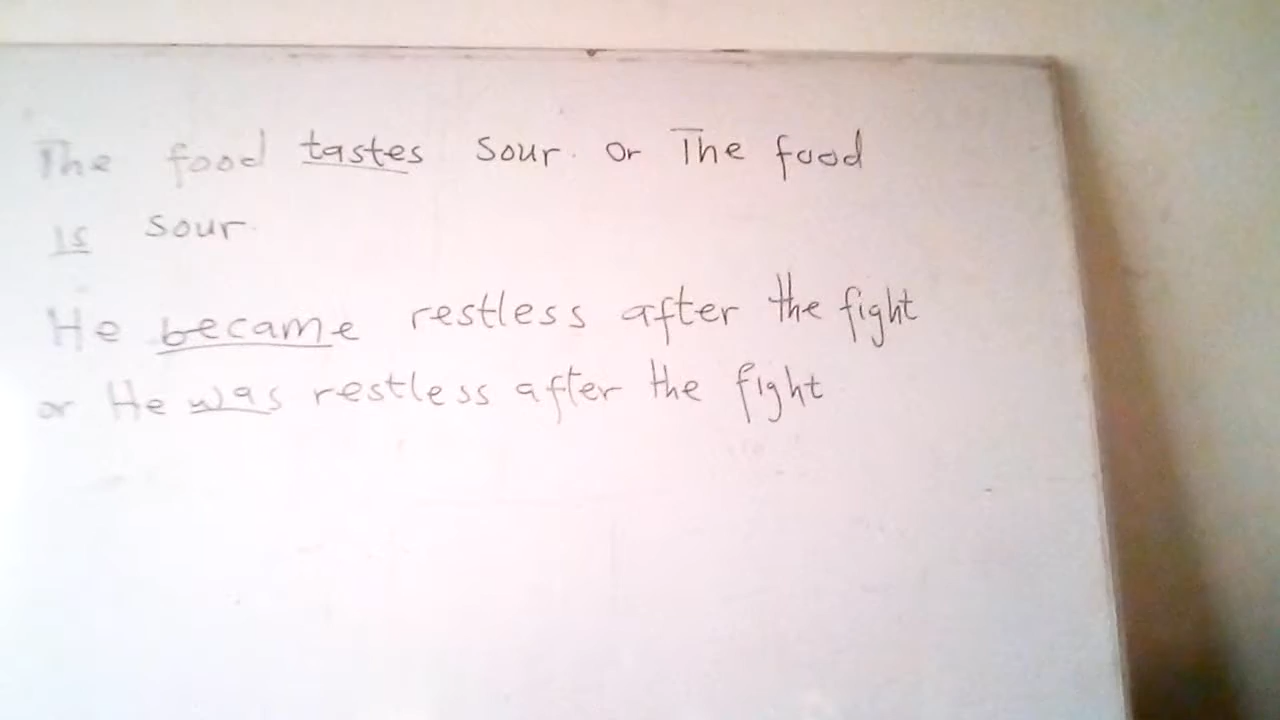 The food tastes sour. or The food
is sour.
He became restless after the fight
or He was restless after the fight